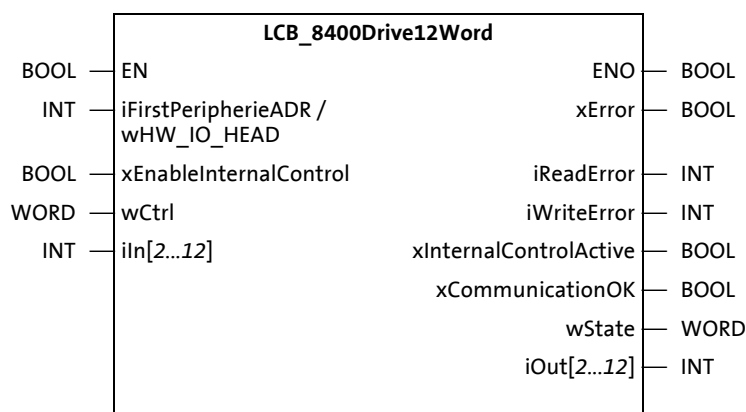 LCB_8400Drive12Word
BOOL EN ENO BOOL
INT iFirstPeripherieADR / xError BOOL
wHW_IO_HEAD
BOOL xEnableInternalControl iReadError INT
WORD wCtrl iWriteError INT
INT iIn[2...12] xInternalControlActive BOOL
xCommunicationOK BOOL
wState WORD
iOut[2...12] INT